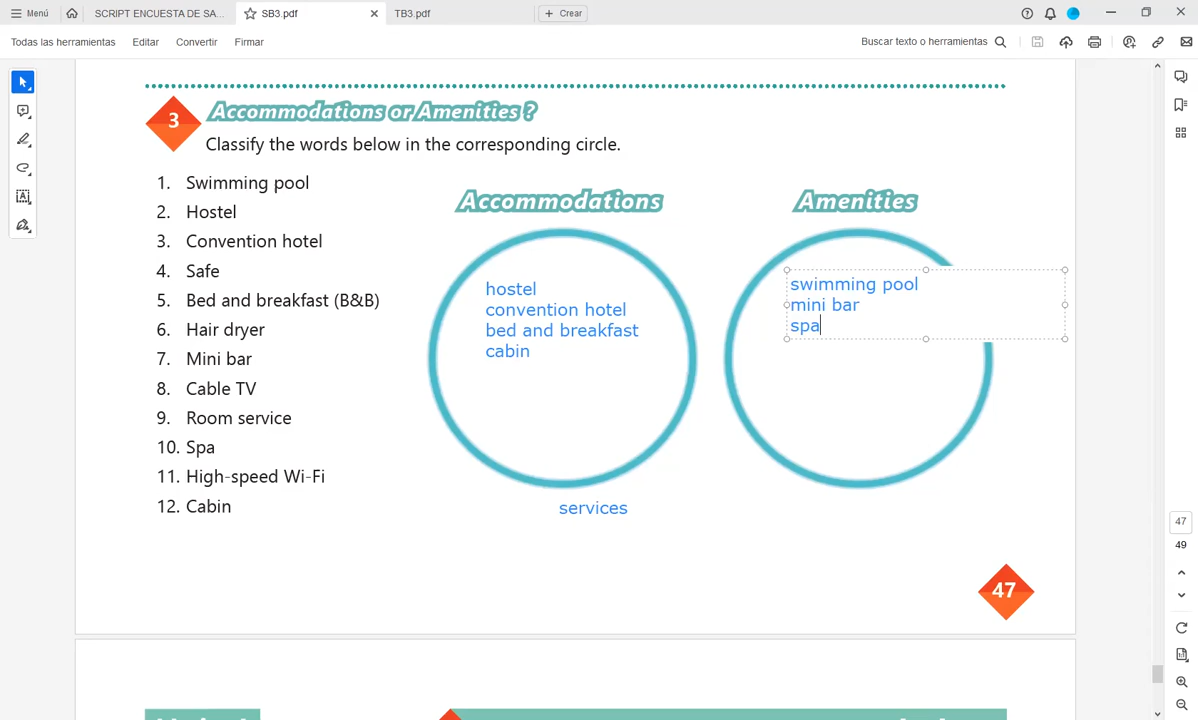 Menú
SCRIPT ENCUESTA DE SA...
SB3.pdf
TB3.pdf
Crear
Todas las herramientas
Editar
Convertir
Firmar
Buscar texto o herramientas
3
Accommodations or Amenities ?
Classify the words below in the corresponding circle.
1. Swimming pool
2. Hostel
3. Convention hotel
4. Safe
5. Bed and breakfast (B&B)
6. Hair dryer
7. Mini bar
8. Cable TV
9. Room service
10. Spa
11. High-speed Wi-Fi
12. Cabin
Accommodations
hostel
convention hotel
bed and breakfast
cabin
services
Amenities
swimming pool
mini bar
spa
47
47
49